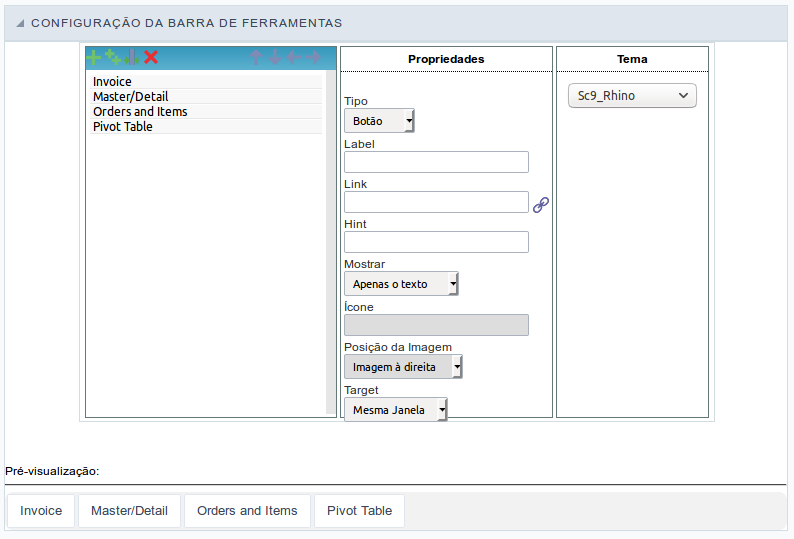 CONFIGURAÇÃO DA BARRA DE FERRAMENTAS
Invoice
Master/Detail
Orders and Items
Pivot Table
Propriedades
Tipo
Botão
Label
Link
Hint
Mostrar
Apenas o texto
Ícone
Posição da Imagem
Imagem à direita
Target
Mesma Janela
Tema
Sc9_Rhino
Pré-visualização:
Invoice Master/Detail Orders and Items Pivot Table